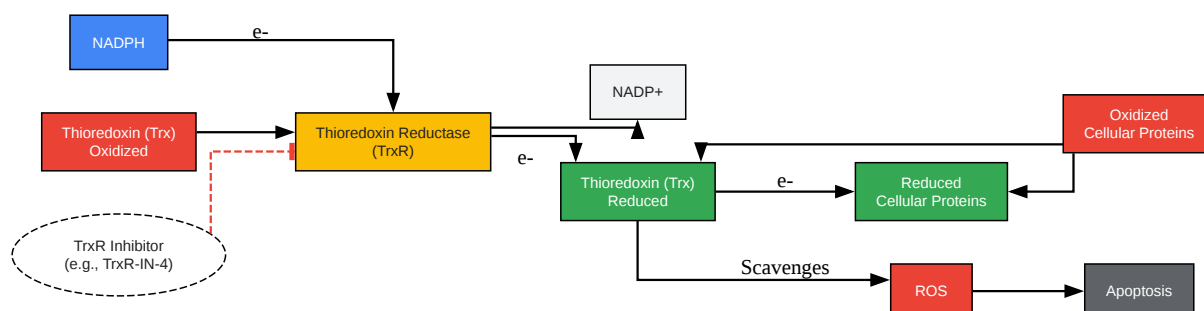 NADPH
e-
NADP+
Thioredoxin (Trx)
Oxidized
Thioredoxin Reductase
(TrxR)
e-
Oxidized
Cellular Proteins
Thioredoxin (Trx)
Reduced
e-
Reduced
Cellular Proteins
TrxR Inhibitor
(e.g., TrxR-IN-4)
Scavenges
ROS
Apoptosis